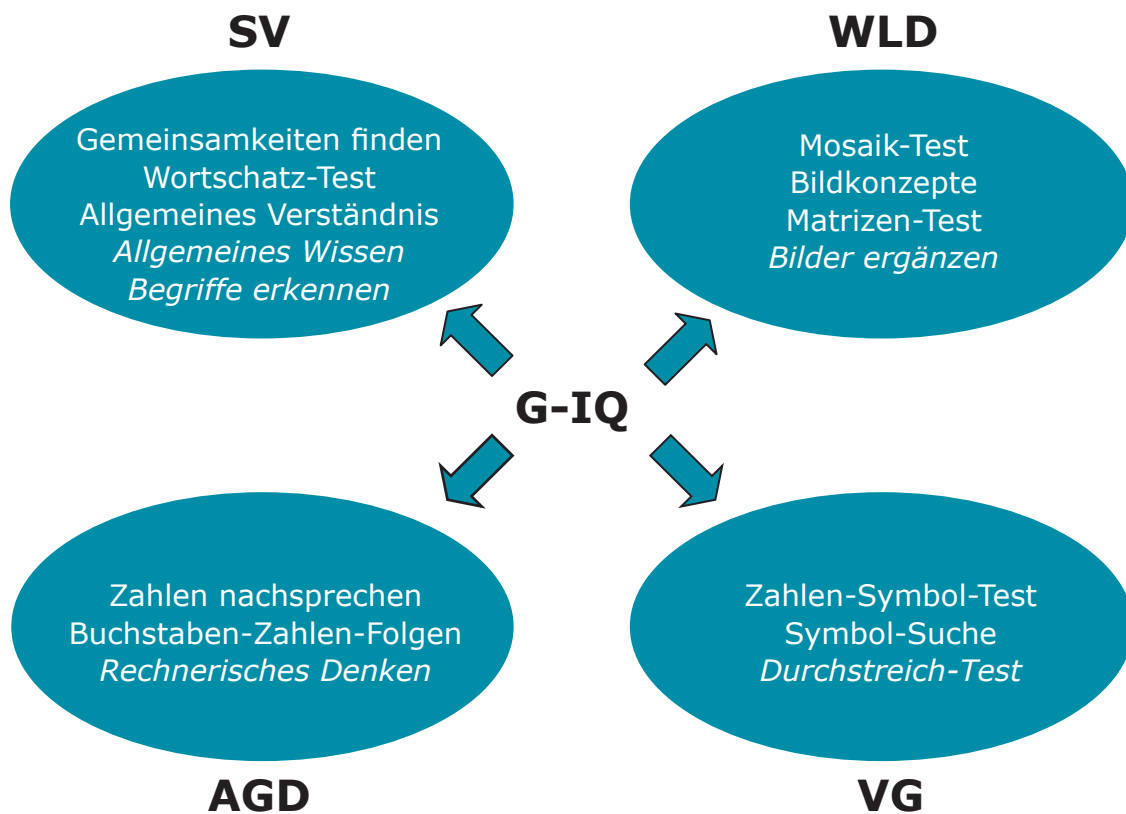 SV
Gemeinsamkeiten finden
Wortschatz-Test
Allgemeines Verständnis
Allgemeines Wissen
Begriffe erkennen
WLD
Mosaik-Test
Bildkonzepte
Matrizen-Test
Bilder ergänzen
G-IQ
Zahlen nachsprechen
Buchstaben-Zahlen-Folgen
Rechnerisches Denken
AGD
Zahlen-Symbol-Test
Symbol-Suche
Durchstreich-Test
VG